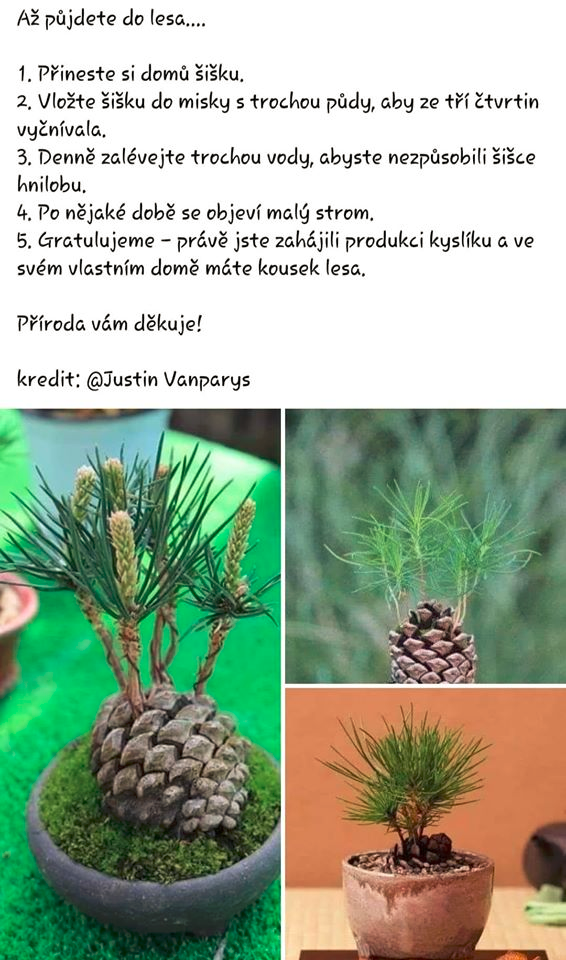 Až půjdete do lesa....
1. Přineste si domů šišku.
2. Vložte šišku do misky s trochou půdy, aby ze tří čtvrtin
vyčnívala.
3. Denně zalévejte trochou vody, abyste nezpůsobili šišce
hnilobu.
4. Po nějaké době se objeví malý strom.
5. Gratulujeme - právě jste zahájili produkci kyslíku a ve
svém vlastním domě máte kousek lesa.
Příroda vám děkuje!
kredit: @Justin Vanparys